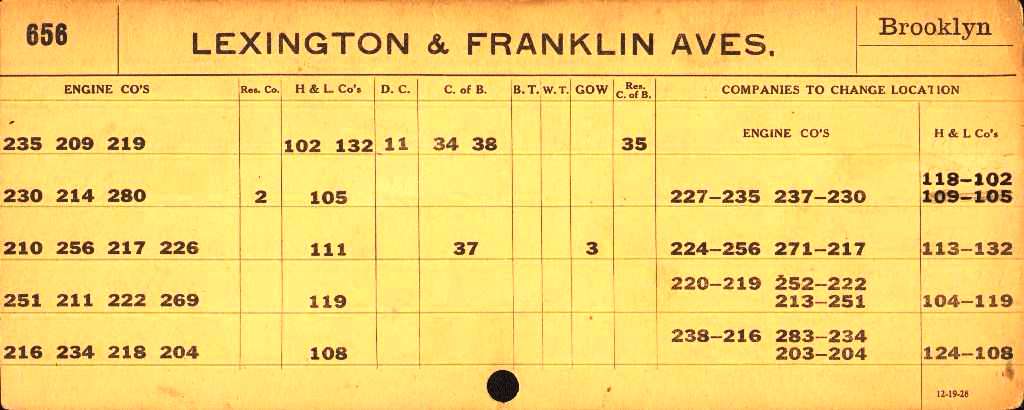 656
LEXINGTON & FRANKLIN AVES.
Brooklyn
ENGINE CO'S Res. Co. H & L. Co's D. C. C. of B. B. T. W. T. GOW Res. C. of B. COMPANIES TO CHANGE LOCATION
ENGINE CO'S H & L Co's
235 209 219 102 132 11 34 38 35
118–102
230 214 280 2 105 227–235 237–230 109–105
210 256 217 226 111 37 3 224–256 271–217 113–132
220–219 252–222
251 211 222 269 119 213–251 104–119
238–216 283–234
216 234 218 204 108 203–204 124–108
12-19-28